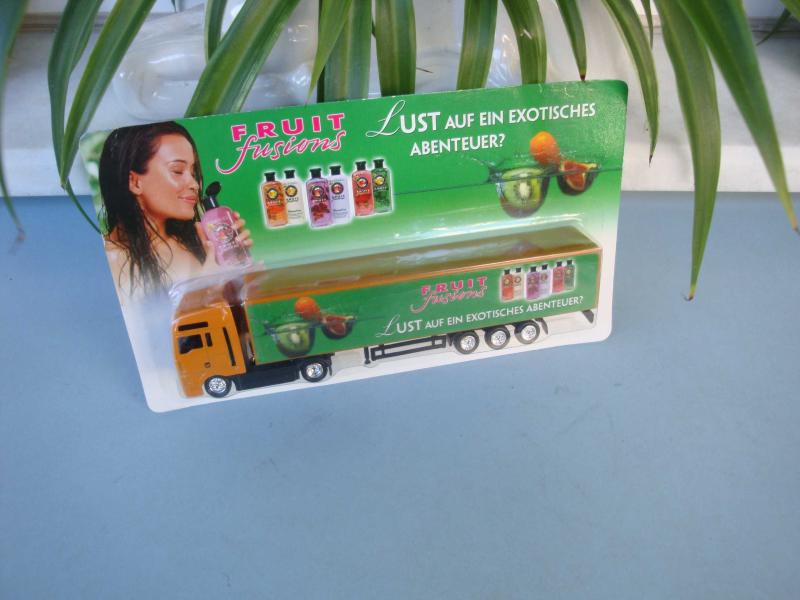 FRUIT
fusions
LUST AUF EIN EXOTISCHES
ABENTEUER?
FRUIT
fusions
LUST AUF EIN EXOTISCHES ABENTEUER?